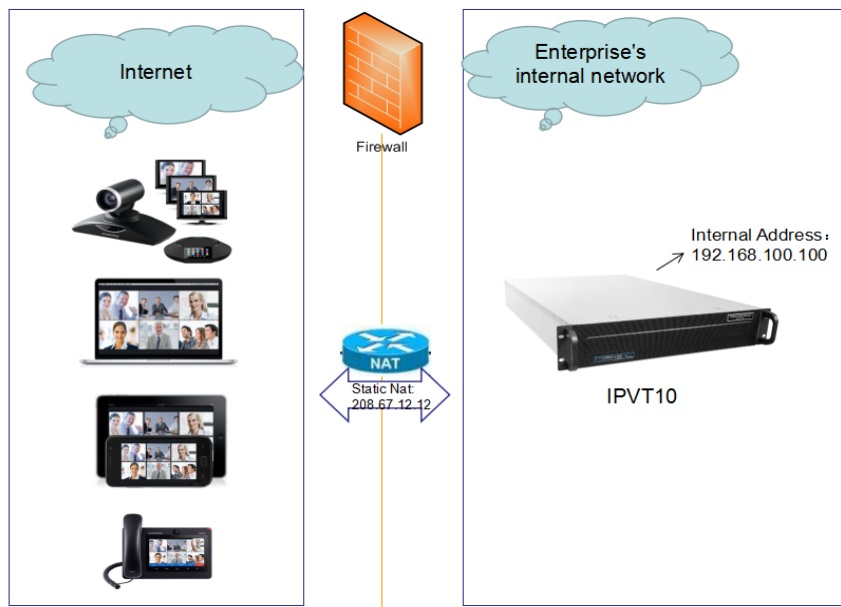 Internet
Firewall
Enterprise's
internal network
Internal Address：
192.168.100.100
NAT
Static Nat:
208.67.12.12
IPVT10